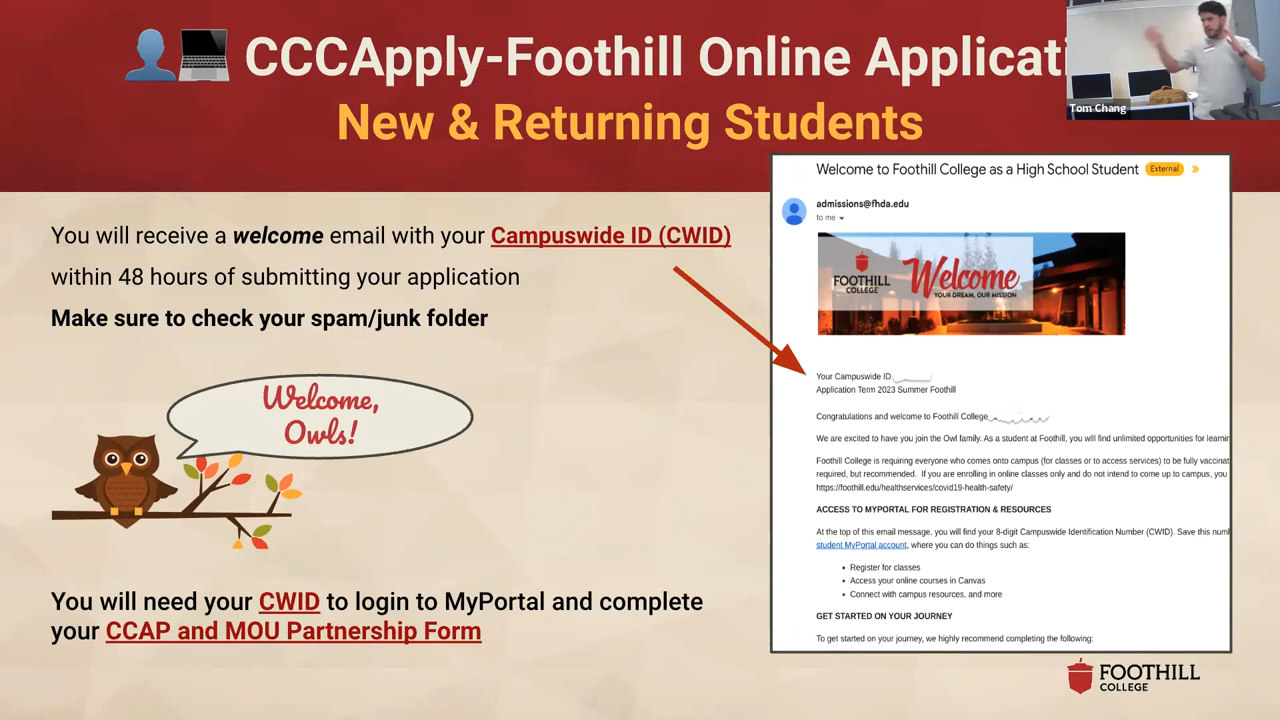 CCCApply-Foothill Online Applicati
New & Returning Students
Tom Chang
You will receive a welcome email with your Campuswide ID (CWID)
within 48 hours of submitting your application
Make sure to check your spam/junk folder
Welcome,
Owls!
You will need your CWID to login to MyPortal and complete
your CCAP and MOU Partnership Form
Welcome to Foothill College as a High School Student External
admissions@fhda.edu
to me
FOOTHILL
COLLEGE
Welcome
YOUR DREAM, OUR MISSION
Your Campuswide ID
Application Term 2023 Summer Foothill
Congratulations and welcome to Foothill College
We are excited to have you join the Owl family. As a student at Foothill, you will find unlimited opportunities for learnin
Foothill College is requiring everyone who comes onto campus (for classes or to access services) to be fully vaccinat
required, but recommended. If you are enrolling in online classes only and do not intend to come up to campus, you
https://foothill.edu/healthservices/covid19-health-safety/
ACCESS TO MYPORTAL FOR REGISTRATION & RESOURCES
At the top of this email message, you will find your 8-digit Campuswide Identification Number (CWID). Save this numl
student MyPortal account, where you can do things such as:
• Register for classes
• Access your online courses in Canvas
• Connect with campus resources, and more
GET STARTED ON YOUR JOURNEY
To get started on your journey, we highly recommend completing the following:
FOOTHILL
COLLEGE